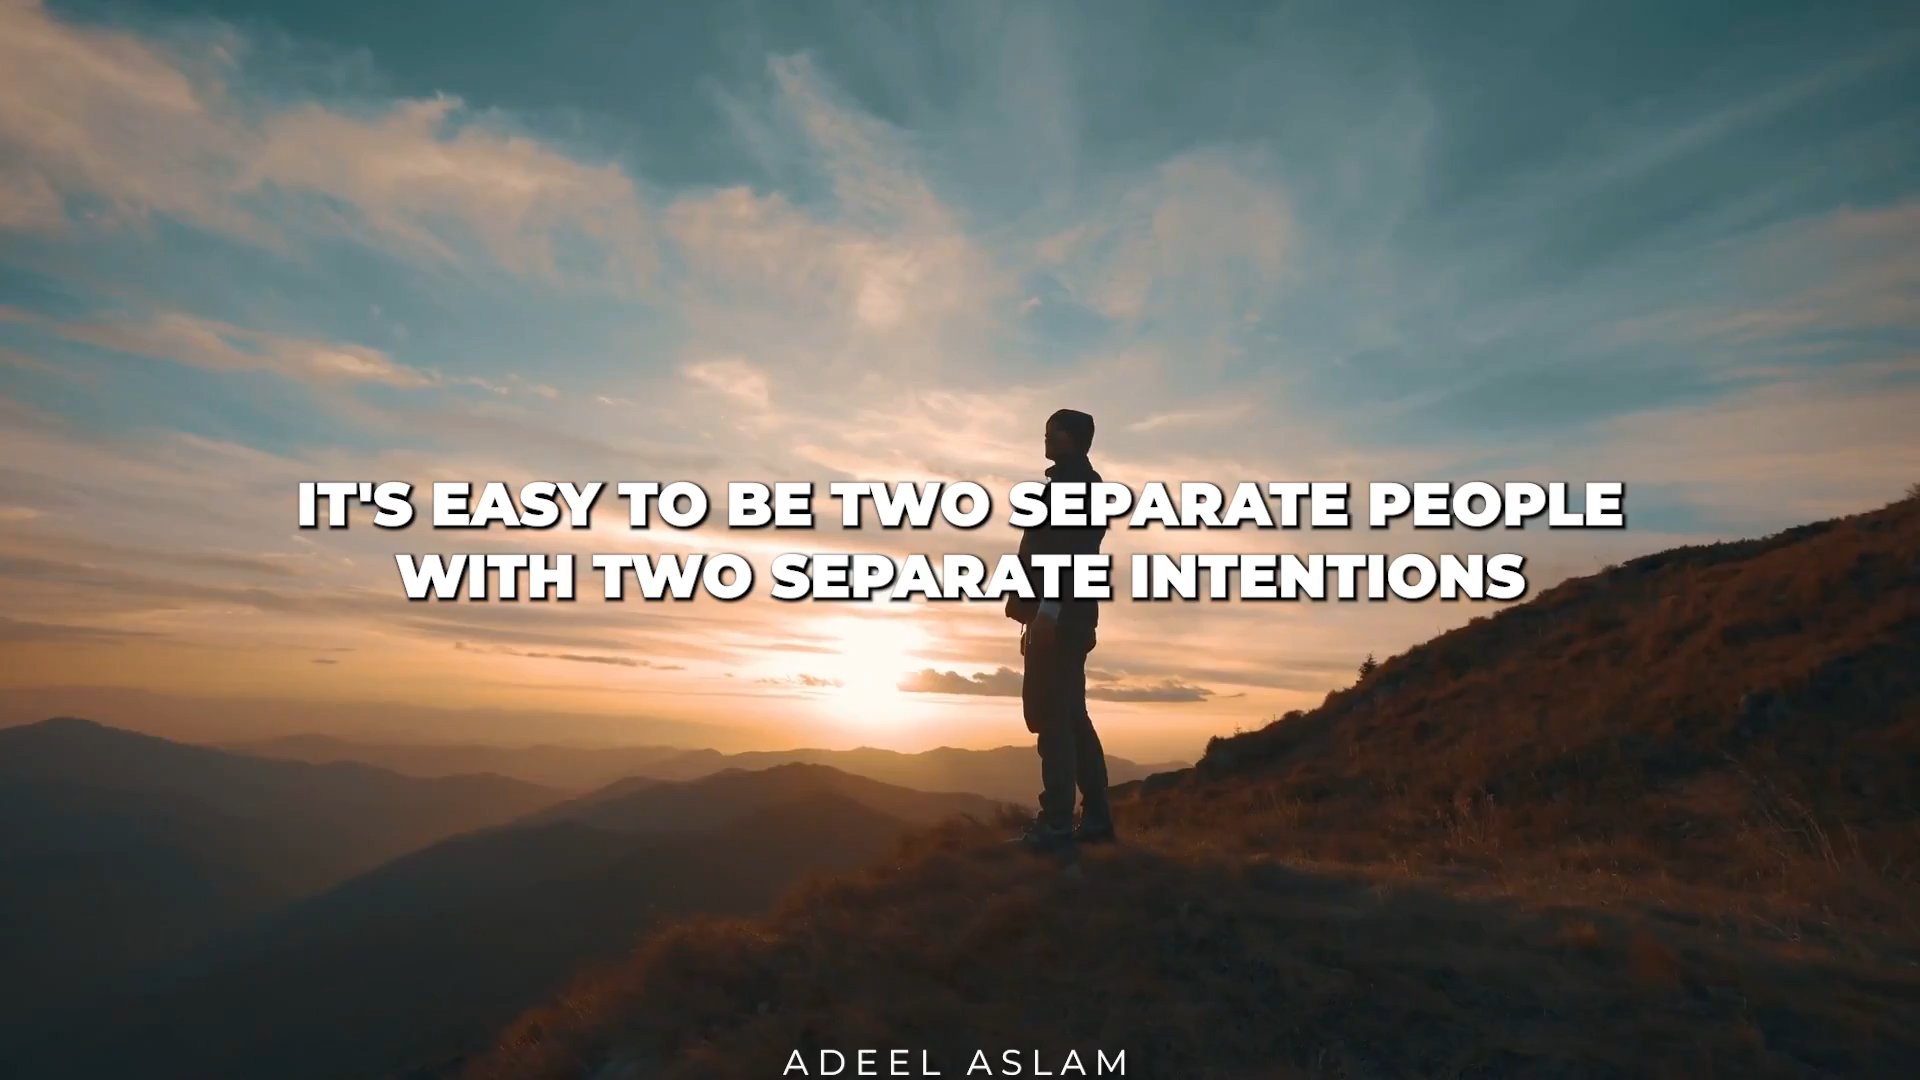 IT'S EASY TO BE TWO SEPARATE PEOPLE
WITH TWO SEPARATE INTENTIONS
ADEEL ASLAM